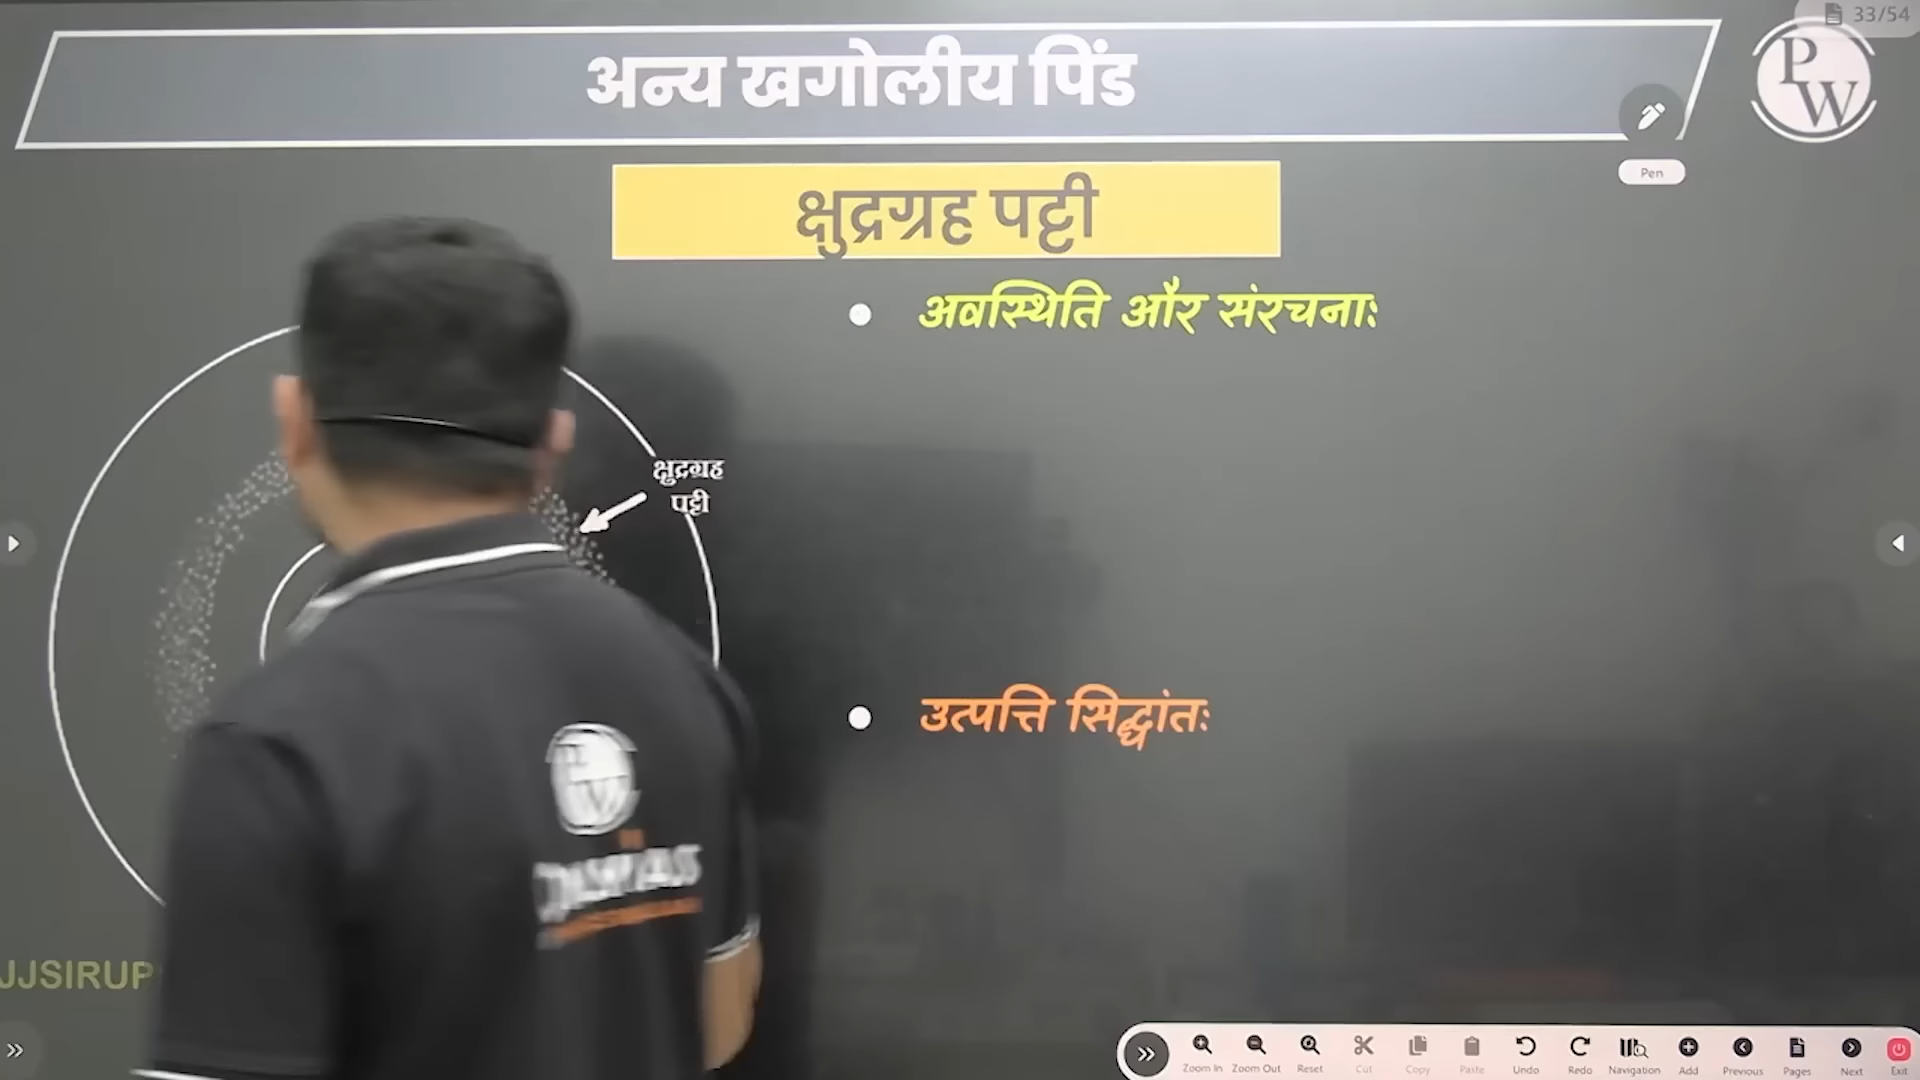 33/54
अन्य खगोलीय पिंड
PW
Pen
क्षुद्रग्रह पट्टी
अवस्थिति और संरचनाः
क्षुद्रग्रह
पट्टी
उत्पत्ति सिद्धांतः
JJSIRUP
Zoom In Zoom Out Reset Cut Copy Paste Undo Redo Navigation Add Previous Pages Next Exit